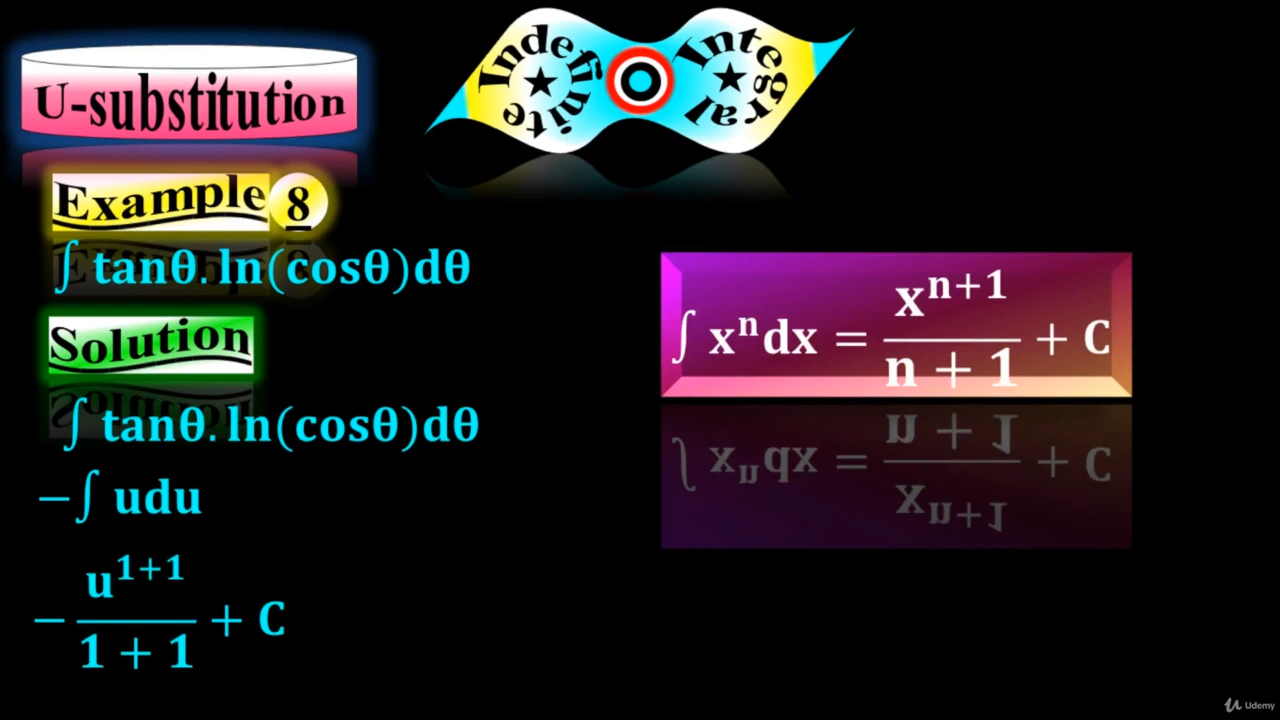 U-substitution
Indefinite Integral
Example 8
∫ tanθ.ln(cosθ)dθ
Solution
∫ tanθ.ln(cosθ)dθ
−∫ udu
−u^{1+1}/(1+1) + C
∫ x^n dx = x^{n+1}/(n+1) + C
Udemy